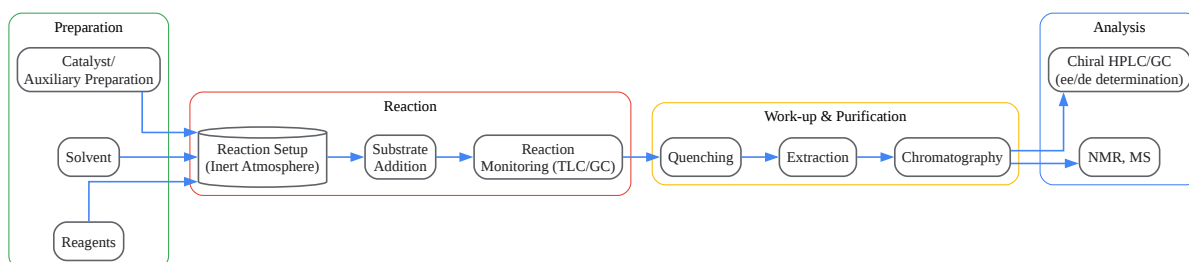 Preparation
Catalyst/
Auxiliary Preparation
Solvent
Reagents
Reaction
Reaction Setup
(Inert Atmosphere)
Substrate
Addition
Reaction
Monitoring (TLC/GC)
Work-up & Purification
Quenching
Extraction
Chromatography
Analysis
Chiral HPLC/GC
(ee/de determination)
NMR, MS